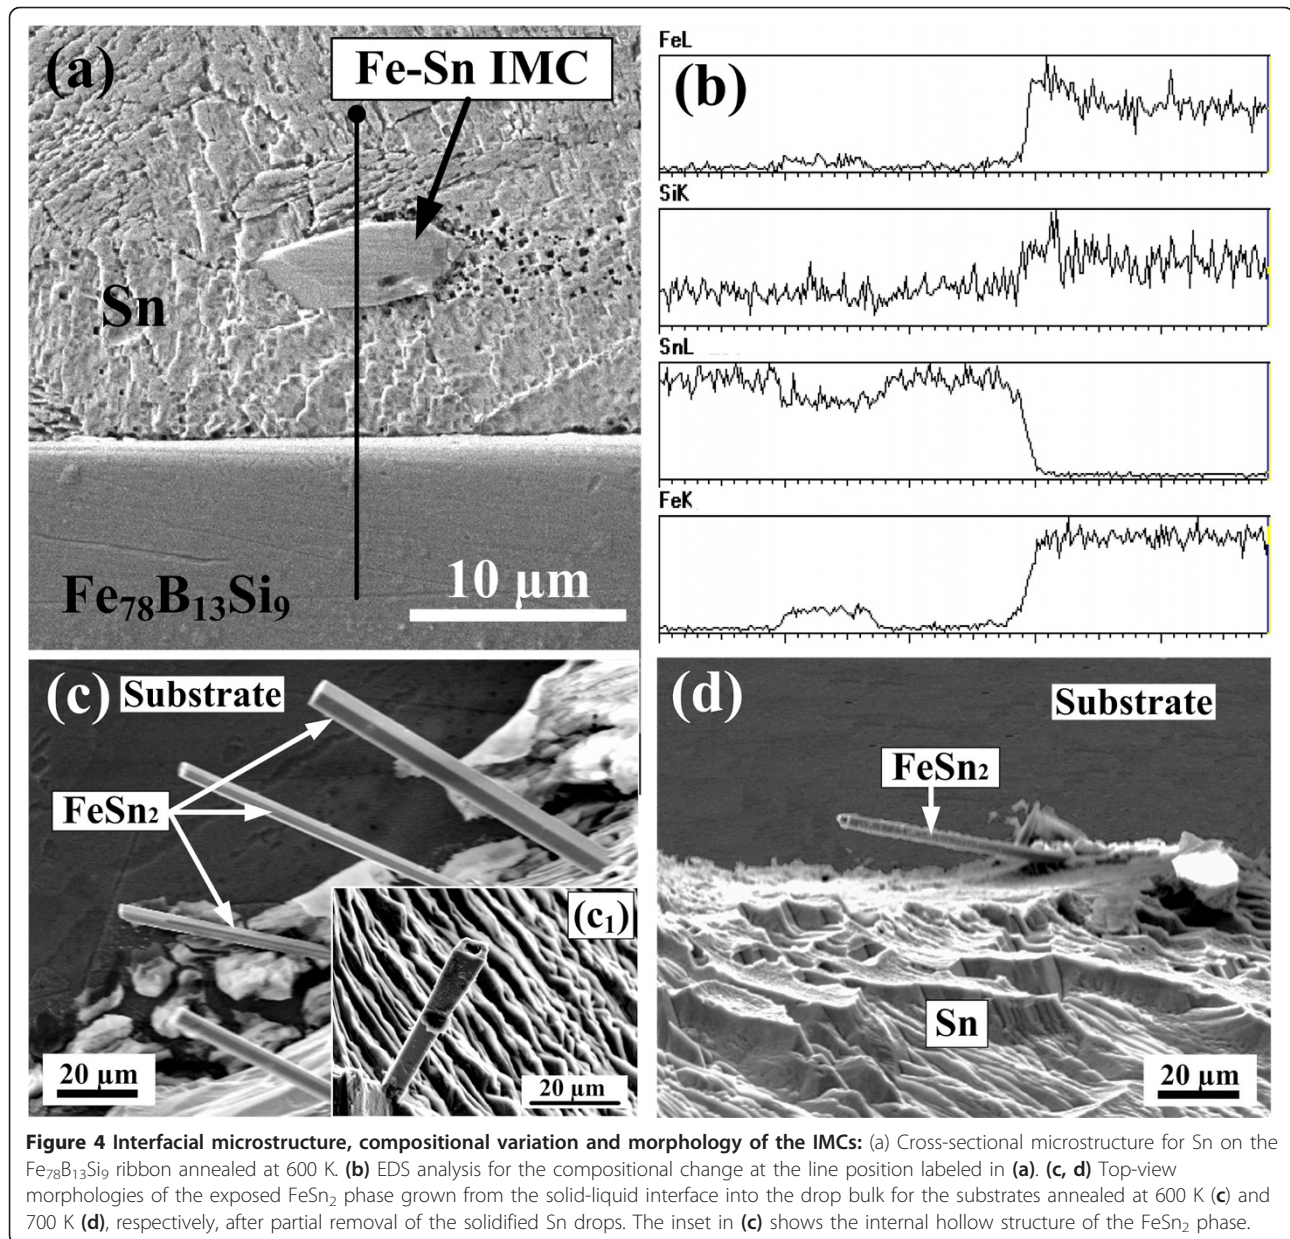 (a)
Fe-Sn IMC
Sn
Fe₇₈B₁₃Si₉
10 µm
(b)
FeL
SiK
SnL
FeK
(c)
Substrate
FeSn₂
20 µm
(c₁)
20 µm
(d)
Substrate
FeSn₂
Sn
20 µm
Figure 4 Interfacial microstructure, compositional variation and morphology of the IMCs: (a) Cross-sectional microstructure for Sn on the
Fe₇₈B₁₃Si₉ ribbon annealed at 600 K. (b) EDS analysis for the compositional change at the line position labeled in (a). (c, d) Top-view
morphologies of the exposed FeSn₂ phase grown from the solid-liquid interface into the drop bulk for the substrates annealed at 600 K (c) and
700 K (d), respectively, after partial removal of the solidified Sn drops. The inset in (c) shows the internal hollow structure of the FeSn₂ phase.